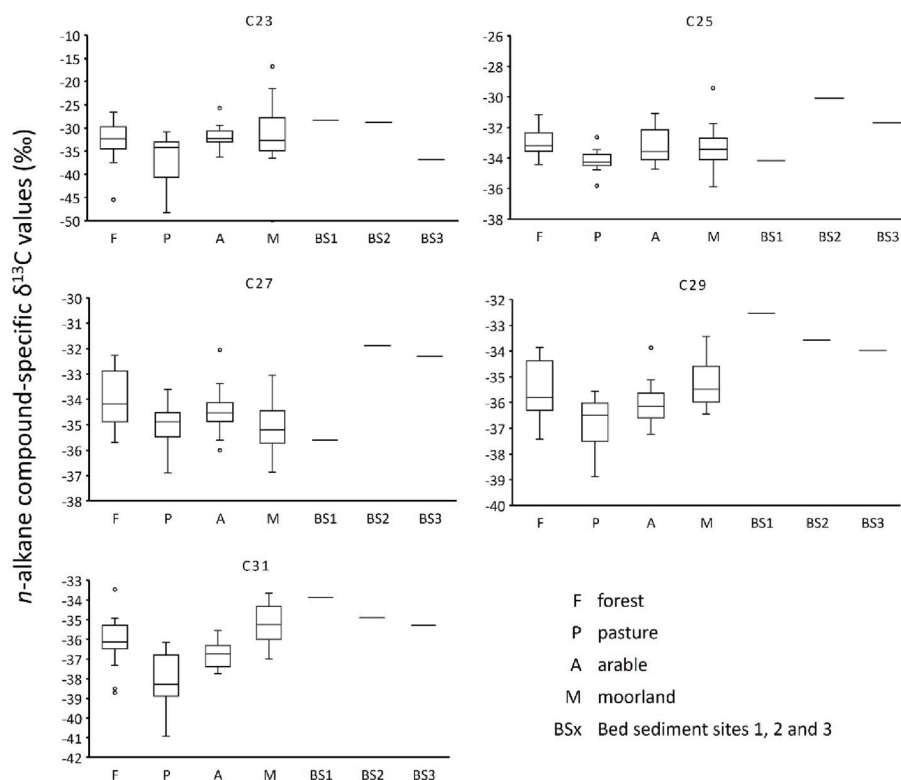 n-alkane compound-specific δ13C values (‰)
C23
-10
-15
-20
-25
-30
-35
-40
-45
-50
F P A M BS1 BS2 BS3
C25
-26
-28
-30
-32
-34
-36
-38
F P A M BS1 BS2 BS3
C27
-30
-31
-32
-33
-34
-35
-36
-37
-38
F P A M BS1 BS2 BS3
C29
-32
-33
-34
-35
-36
-37
-38
-39
-40
F P A M BS1 BS2 BS3
C31
-33
-34
-35
-36
-37
-38
-39
-40
-41
-42
F P A M BS1 BS2 BS3
F forest
P pasture
A arable
M moorland
BSx Bed sediment sites 1, 2 and 3